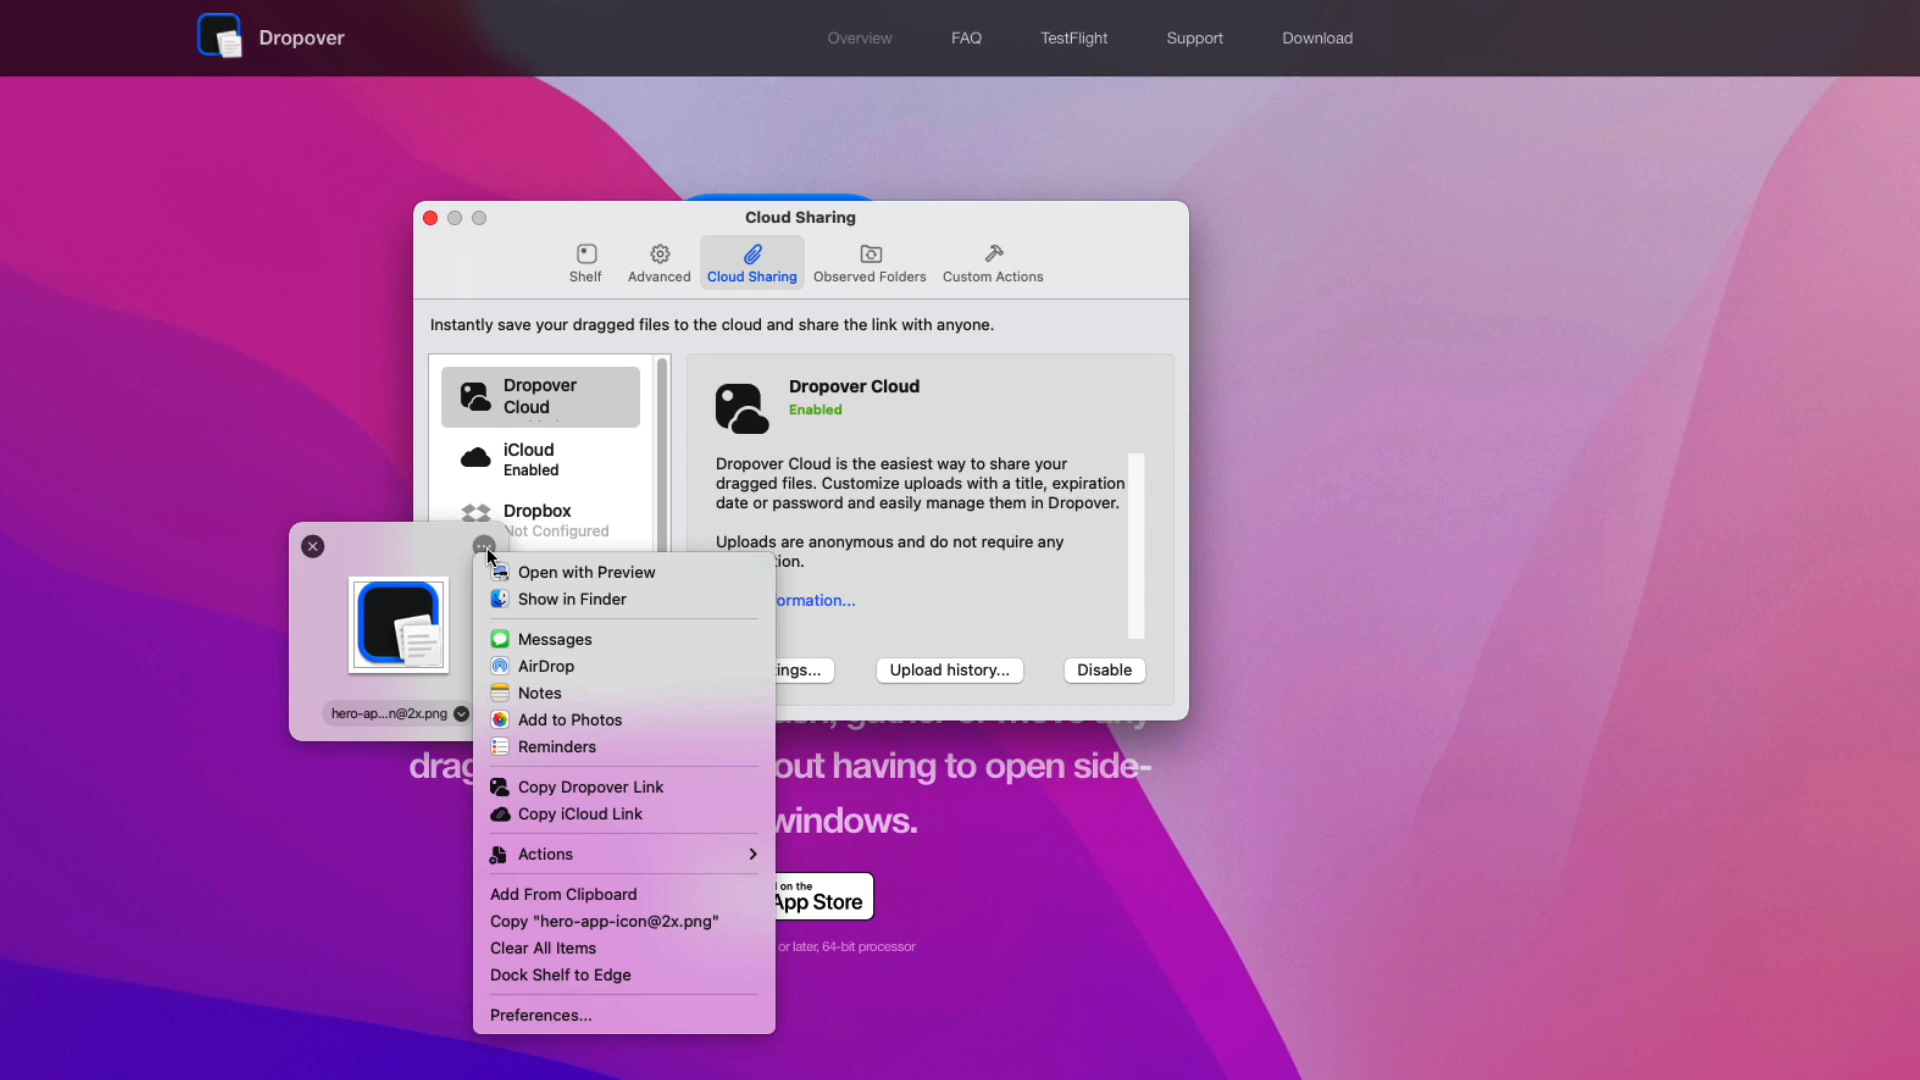 Dropover
Overview
FAQ
TestFlight
Support
Download
Cloud Sharing
Shelf
Advanced
Cloud Sharing
Observed Folders
Custom Actions
Instantly save your dragged files to the cloud and share the link with anyone.
Dropover
Cloud
iCloud
Enabled
Dropbox
Not Configured
Dropover Cloud
Enabled
Dropover Cloud is the easiest way to share your
dragged files. Customize uploads with a title, expiration
date or password and easily manage them in Dropover.
Uploads are anonymous and do not require any
tion.
ormation...
ings...
Upload history...
Disable
hero-ap...n@2x.png
Open with Preview
Show in Finder
Messages
AirDrop
Notes
Add to Photos
Reminders
Copy Dropover Link
Copy iCloud Link
Actions
Add From Clipboard
Copy "hero-app-icon@2x.png"
Clear All Items
Dock Shelf to Edge
Preferences...
drag
out having to open side-
windows.
on the
App Store
or later, 64-bit processor